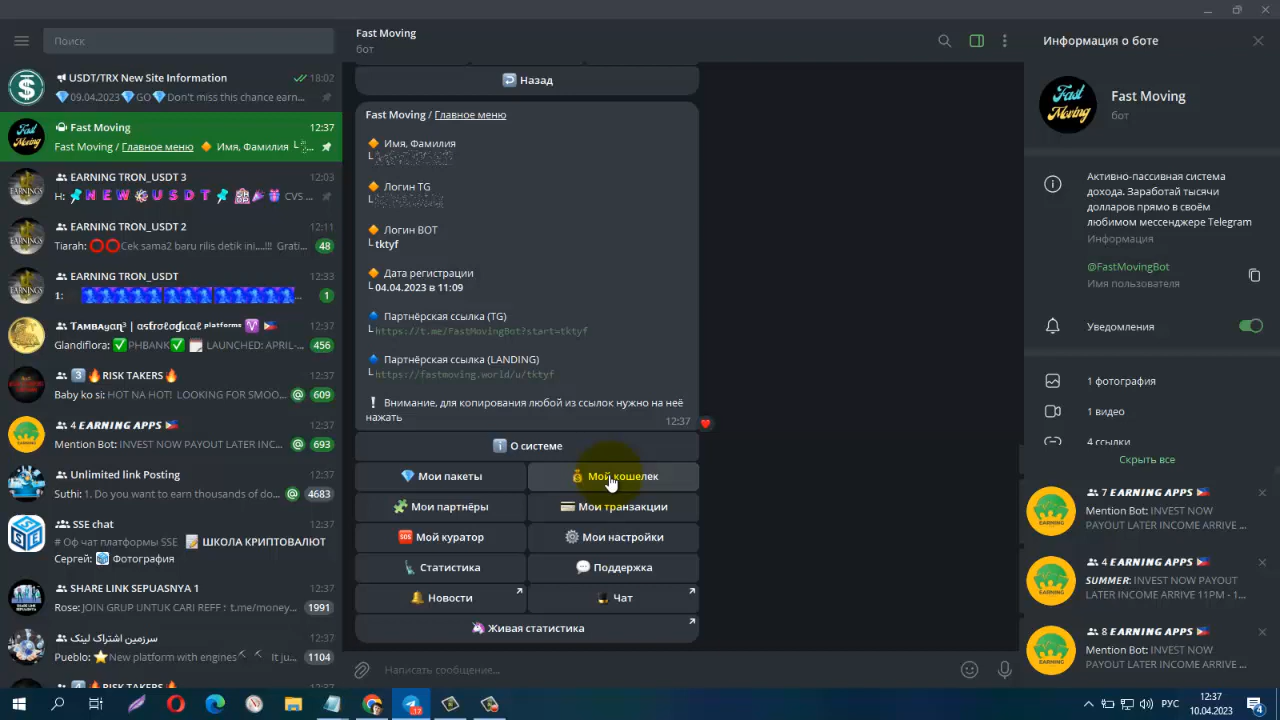 Поиск
USDT/TRX New Site Information
18:02
💎09.04.2023💎GO💎Don't miss this chance earn...
Fast Moving
12:37
Fast Moving / Главное меню 🔸 Имя, Фамилия └ ...
EARNING TRON_USDT 3
12:03
H: 📌 N E W 🎡 U S D T 📌 🎊 🎉 🎁 CVS ...
EARNING TRON_USDT 2
12:11
Tiarah: ⭕⭕Cek sama2 baru rilis detik ini....!!! Grati...
48
EARNING TRON_USDT
12:33
1:
1
12:37
Glandiflora: ✅PHBANK✅ 🗒 LAUNCHED: APRIL-...
456
3 🔥RISK TAKERS🔥
12:37
Baby ko si: HOT NA HOT! LOOKING FOR SMOO...
@ 609
4 EARNING APPS 🇵🇭
12:37
Mention Bot: INVEST NOW PAYOUT LATER INC...
@ 693
Unlimited link Posting
12:37
Suthi: 1. Do you want to earn thousands of do...
@ 4683
SSE chat
12:37
# Оф чат платформы SSE 📝 ШКОЛА КРИПТОВАЛЮТ
Сергей: Фотография
SHARE LINK SEPUASNYA 1
12:37
Rose: JOIN GRUP UNTUK CARI REFF : t.me/money...
1991
سرزمین اشتراک لینک
12:37
Pueblo: ⭐New platform with engines It ju...
1104
4 🔥RISK TAKERS🔥
12:37
Fast Moving
бот
Назад
Fast Moving / Главное меню
🔸 Имя, Фамилия
🔸 Логин TG
🔸 Логин BOT
└ tktyf
🔸 Дата регистрации
└ 04.04.2023 в 11:09
🔹 Партнёрская ссылка (TG)
└ https://t.me/FastMovingBot?start=tktyf
🔹 Партнёрская ссылка (LANDING)
└ https://fastmoving.world/u/tktyf
❕ Внимание, для копирования любой из ссылок нужно на неё
нажать
12:37
О системе
Мои пакеты
Мой кошелек
Мои партнёры
Мои транзакции
Мой куратор
Мои настройки
Статистика
Поддержка
Новости
Чат
Живая статистика
Написать сообщение...
Информация о боте
Fast Moving
бот
Активно-пассивная система
дохода. Заработай тысячи
долларов прямо в своём
любимом мессенджере Telegram
Информация
@FastMovingBot
Имя пользователя
Уведомления
1 фотография
1 видео
4 ссылки
Скрыть все
7 EARNING APPS 🇵🇭
Mention Bot: INVEST NOW
PAYOUT LATER INCOME ARRIVE ...
4 EARNING APPS 🇵🇭
SUMMER: INVEST NOW PAYOUT
LATER INCOME ARRIVE 11PM - 1...
8 EARNING APPS 🇵🇭
Mention Bot: INVEST NOW
PAYOUT LATER INCOME ARRIVE ...
РУС
12:37
10.04.2023
4